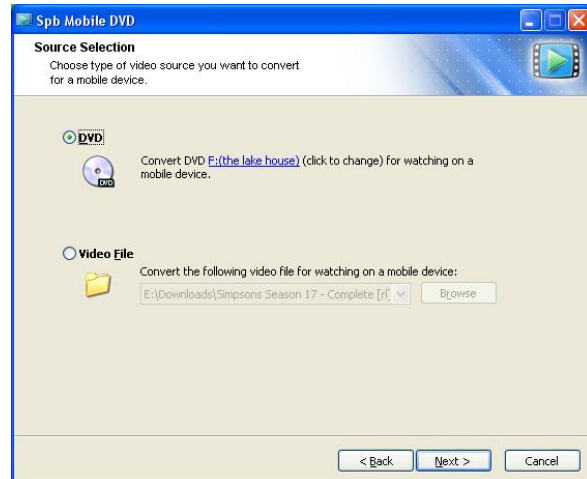 Spb Mobile DVD
Source Selection
Choose type of video source you want to convert
for a mobile device.
DVD
Convert DVD F:(the lake house) (click to change) for watching on a
mobile device.
DVD
Video File
Convert the following video file for watching on a mobile device:
E:\Downloads\Simpsons Season 17 - Complete [rl]
Browse
< Back
Next >
Cancel